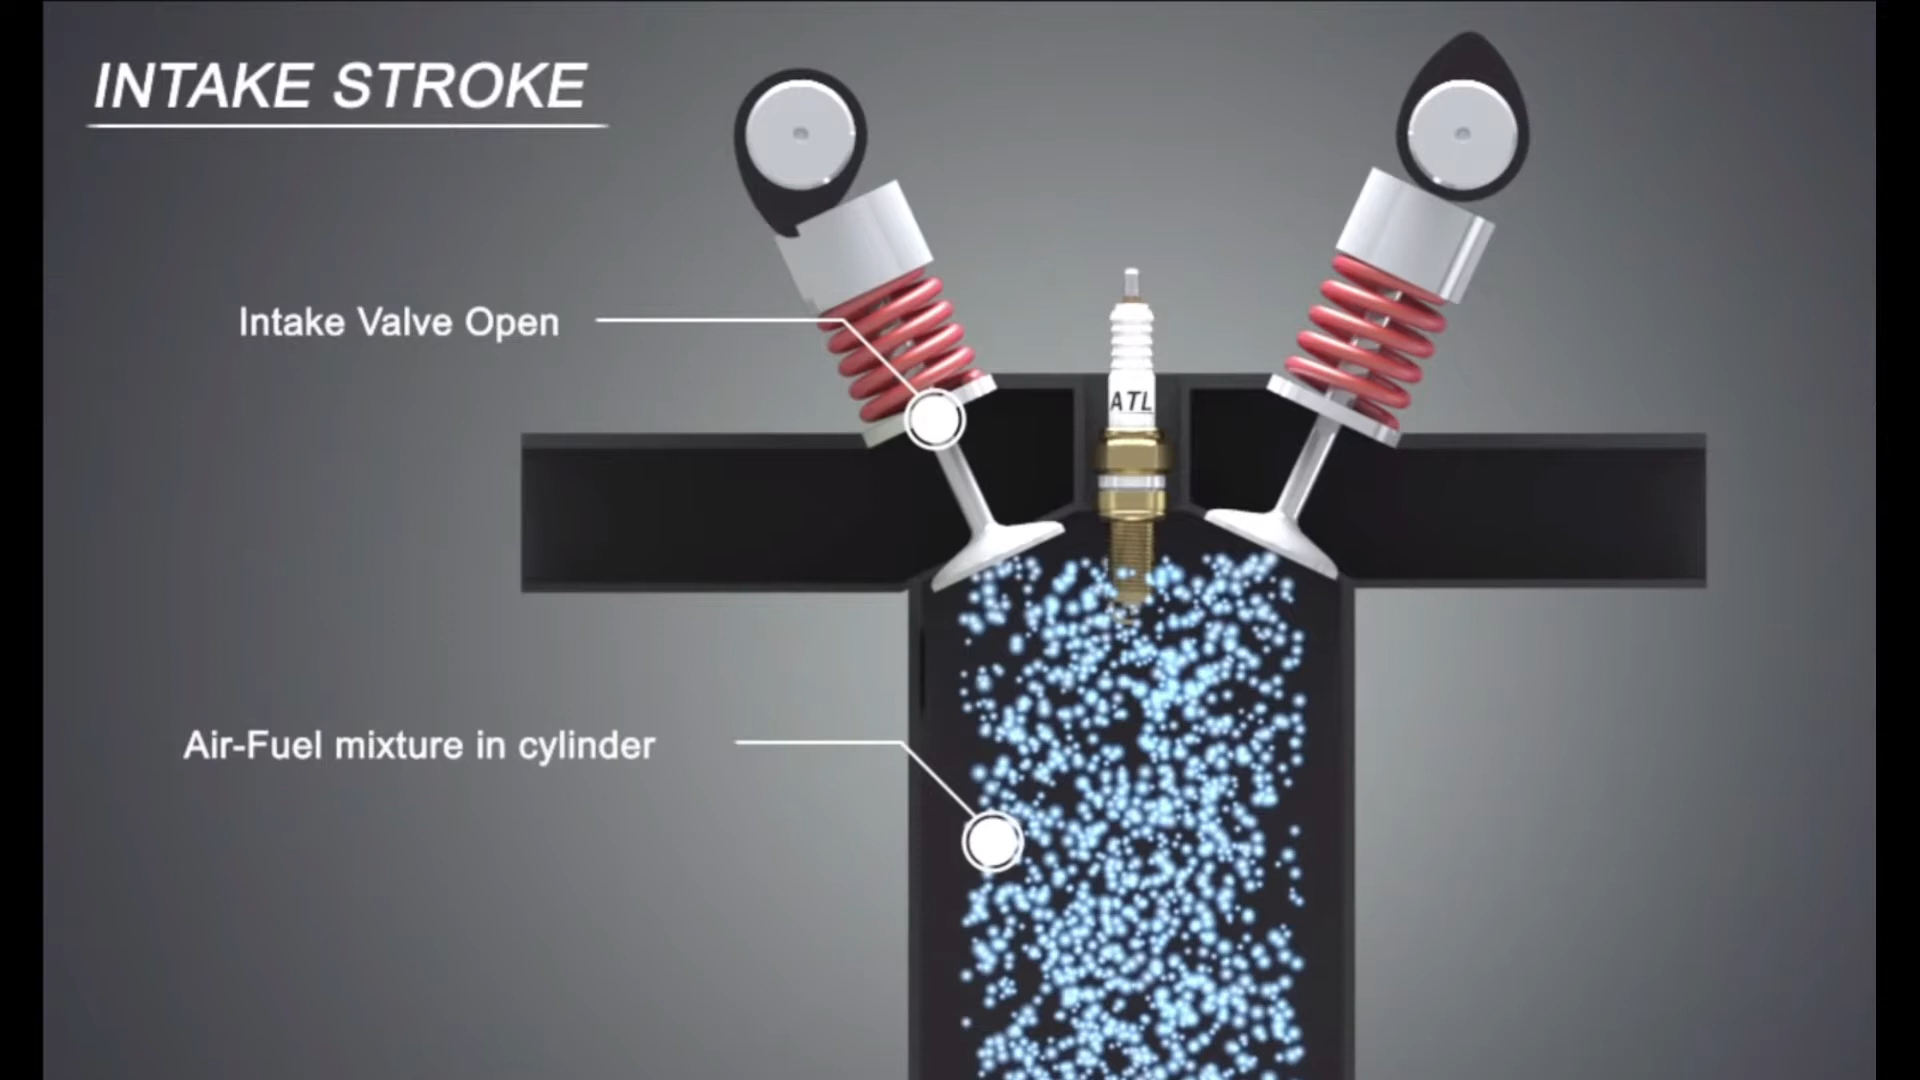 INTAKE STROKE
Intake Valve Open
ATL
Air-Fuel mixture in cylinder